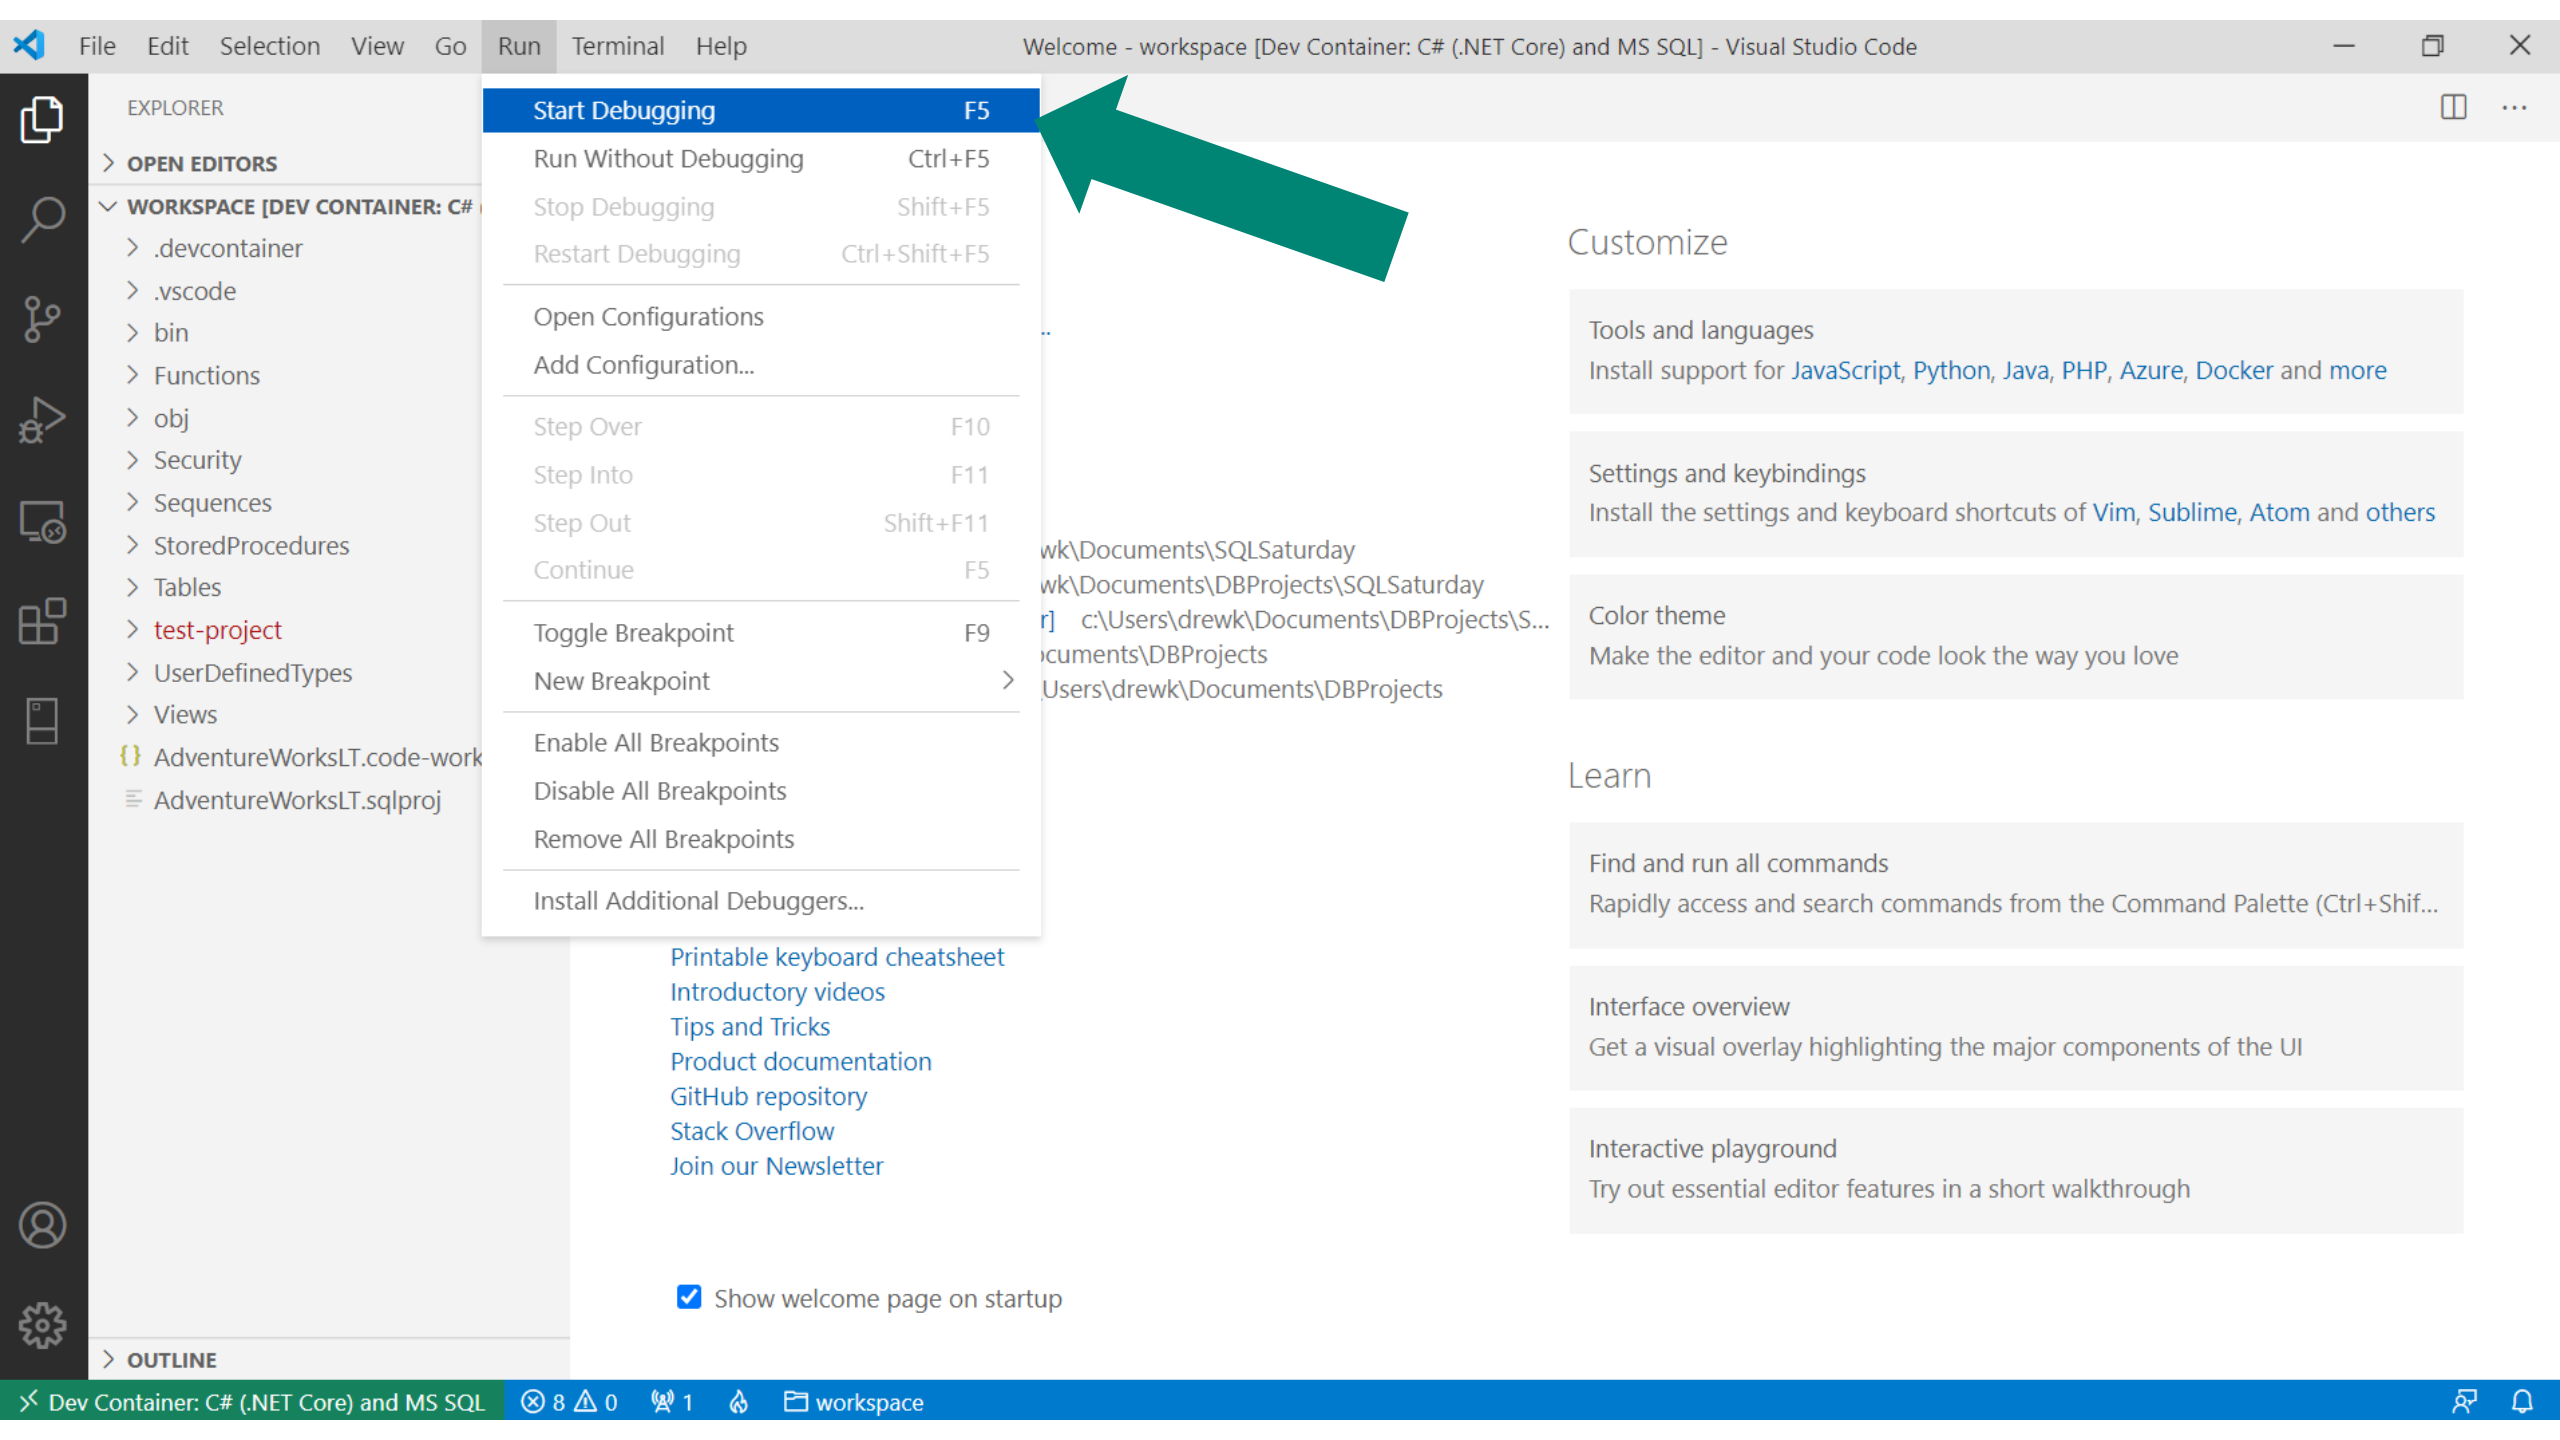 File Edit Selection View Go Run Terminal Help
Welcome - workspace [Dev Container: C# (.NET Core) and MS SQL] - Visual Studio Code
EXPLORER
OPEN EDITORS
WORKSPACE [DEV CONTAINER: C#
.devcontainer
.vscode
bin
Functions
obj
Security
Sequences
StoredProcedures
Tables
test-project
UserDefinedTypes
Views
AdventureWorksLT.code-work
AdventureWorksLT.sqlproj
OUTLINE
Start Debugging F5
Run Without Debugging Ctrl+F5
Stop Debugging Shift+F5
Restart Debugging Ctrl+Shift+F5
Open Configurations
Add Configuration...
Step Over F10
Step Into F11
Step Out Shift+F11
Continue F5
Toggle Breakpoint F9
New Breakpoint
Enable All Breakpoints
Disable All Breakpoints
Remove All Breakpoints
Install Additional Debuggers...
..
wk\Documents\SQLSaturday
wk\Documents\DBProjects\SQLSaturday
r] c:\Users\drewk\Documents\DBProjects\S...
ocuments\DBProjects
Users\drewk\Documents\DBProjects
Printable keyboard cheatsheet
Introductory videos
Tips and Tricks
Product documentation
GitHub repository
Stack Overflow
Join our Newsletter
Show welcome page on startup
Customize
Tools and languages
Install support for JavaScript, Python, Java, PHP, Azure, Docker and more
Settings and keybindings
Install the settings and keyboard shortcuts of Vim, Sublime, Atom and others
Color theme
Make the editor and your code look the way you love
Learn
Find and run all commands
Rapidly access and search commands from the Command Palette (Ctrl+Shif...
Interface overview
Get a visual overlay highlighting the major components of the UI
Interactive playground
Try out essential editor features in a short walkthrough
Dev Container: C# (.NET Core) and MS SQL 8 0 1 workspace